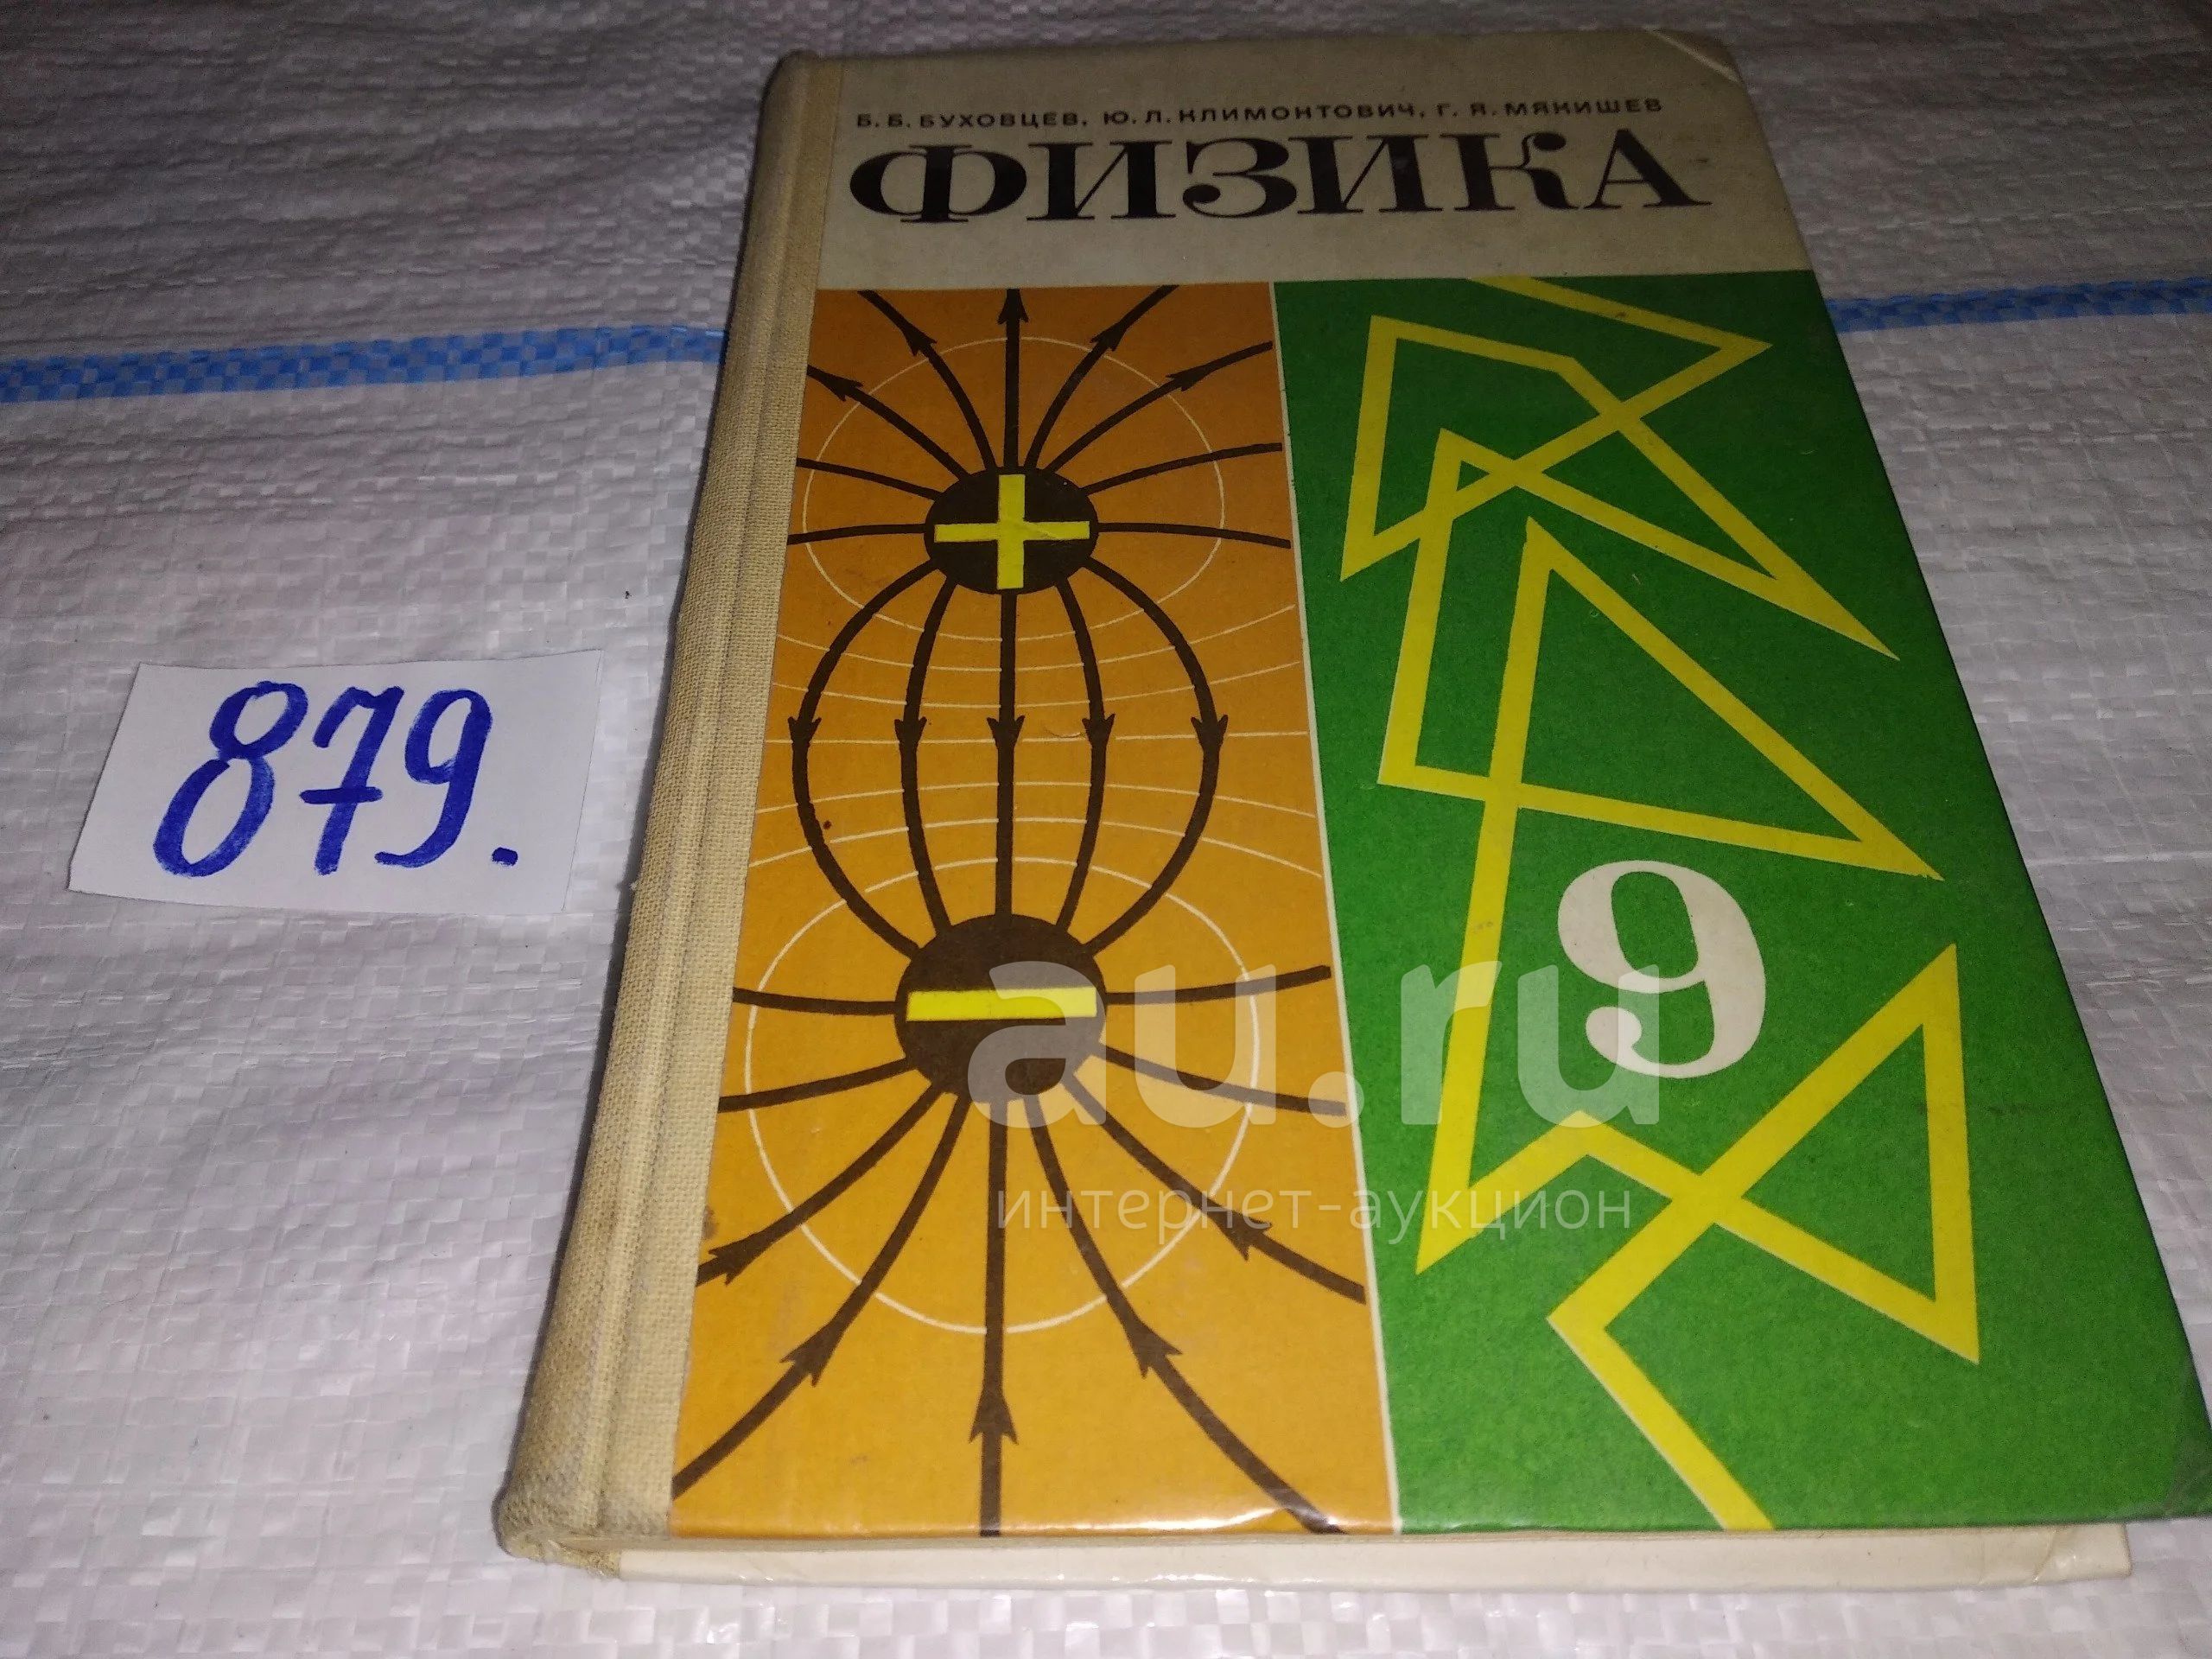 Б. Б. БУХОВЦЕВ, Ю. Л. КЛИМОНТОВИЧ, Г. Я. МЯКИШЕВ
ФИЗИКА
+
879.
9
−
au.ru
интернет-аукцион